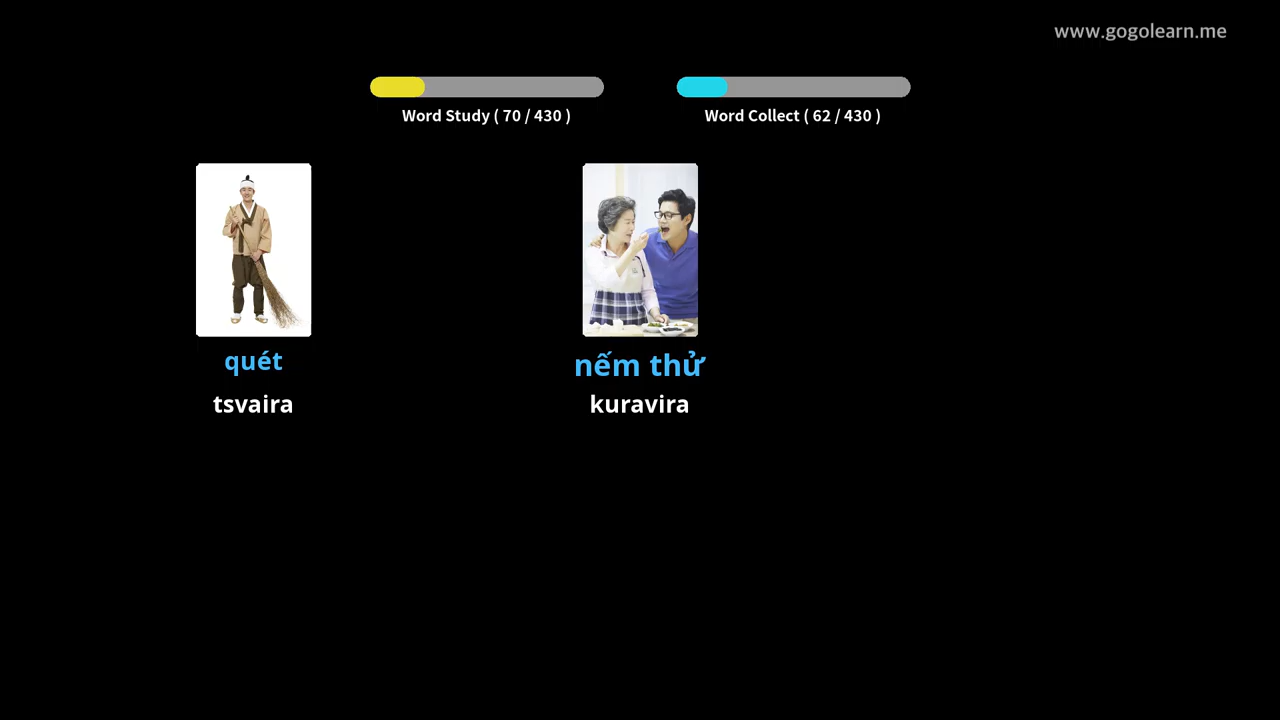 www.gogolearn.me
Word Study ( 70 / 430 )
Word Collect ( 62 / 430 )
quét
tsvaira
nếm thử
kuravira